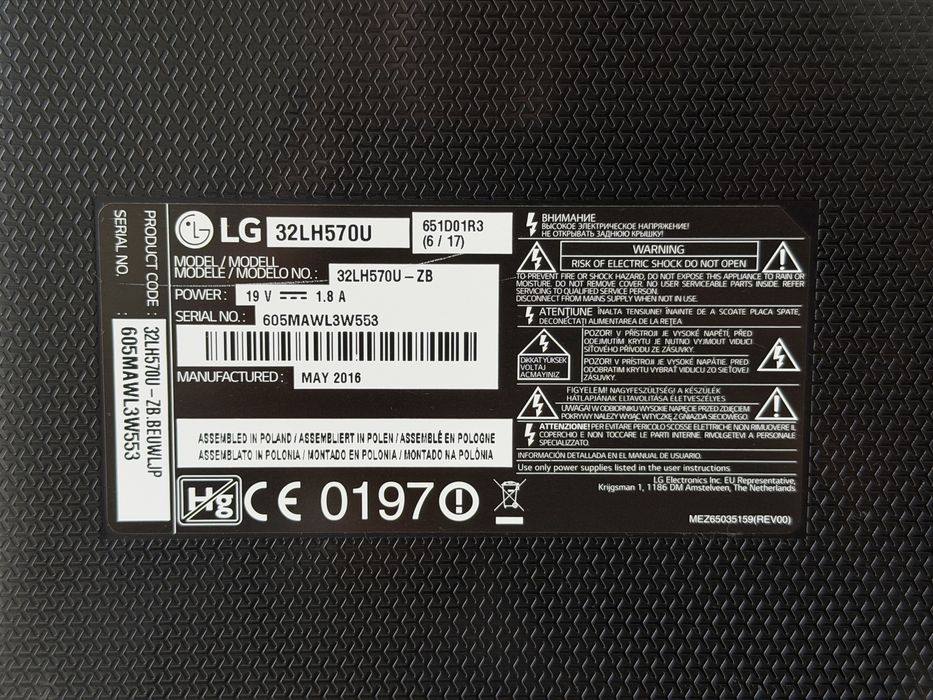 PRODUCT CODE : 32LH570U-ZB.BEUWLJP
SERIAL NO. : 605MAWL3W553
LG 32LH570U
651D01R3
(6 / 17)
MODEL / MODELL
MODÈLE / MODELO NO. : 32LH570U-ZB
POWER : 19 V 1.8 A
SERIAL NO. : 605MAWL3W553
MANUFACTURED : MAY 2016
ASSEMBLED IN POLAND / ASSEMBLIERT IN POLEN / ASSEMBLÉ EN POLOGNE
ASSEMBLATO IN POLONIA / MONTADO EN POLONIA / MONTADO NA POLÓNIA
Hg CE 0197
ВНИМАНИЕ
ВЫСОКОЕ ЭЛЕКТРИЧЕСКОЕ НАПРЯЖЕНИЕ!
НЕ ОТКРЫВАТЬ ЗАДНЮЮ КРЫШКУ!
WARNING
RISK OF ELECTRIC SHOCK DO NOT OPEN
TO PREVENT FIRE OR SHOCK HAZARD, DO NOT EXPOSE THIS APPLIANCE TO RAIN OR
MOISTURE. DO NOT REMOVE COVER. NO USER SERVICEABLE PARTS INSIDE. REFER
SERVICING TO QUALIFIED SERVICE PERSON.
DISCONNECT FROM MAINS SUPPLY WHEN NOT IN USE.
ATENȚIUNE ÎNALTA TENSIUNE! ÎNAINTE DE A SCOATE PLACA SPATE,
DECONECTAȚI ALIMENTAREA DE LA REȚEA
DİKKAT YÜKSEK
VOLTAJ
AÇMAYINIZ
POZOR! V PŘÍSTROJI JE VYSOKÉ NAPĚTÍ, PŘED
ODEJMUTÍM KRYTU JE NUTNO VYJMOUT VIDLICI
SÍŤOVÉHO PŘÍVODU ZE ZÁSUVKY.
POZOR! V PRÍSTROJI JE VYSOKÉ NAPÄTIE. PRED
ODOBRATÍM KRYTU VYBRAŤ VIDLICU ZO SIEŤOVEJ
ZÁSUVKY.
FIGYELEM! NAGYFESZÜLTSÉG! A KÉSZÜLÉK
HÁTLAPJÁNAK ELTAVOLITÁSA ÉLETVESZÉLYES
UWAGA! W ODBIORNIKU WYSOKIE NAPIĘCIE PRZED ZDJĘCIEM
POKRYWY NALEŻY WYJĄĆ WTYCZKĘ Z GNIAZDA SIECIOWEGO.
ATTENZIONE! PER EVITARE PERICOLO SCOSSE ELETTRICHE NON RIMUOVERE IL
COPERCHIO E NON TOCCARE LE PARTI INTERNE. RIVOLGETEVI A PERSONALE
SPECIALIZZATO.
INFORMACIÓN DETALLADA EN EL MANUAL DE USUARIO.
Use only power supplies listed in the user instructions
LG Electronics Inc. EU Representative,
Krijgsman 1, 1186 DM Amstelveen, The Netherlands
MEZ65035159(REV00)